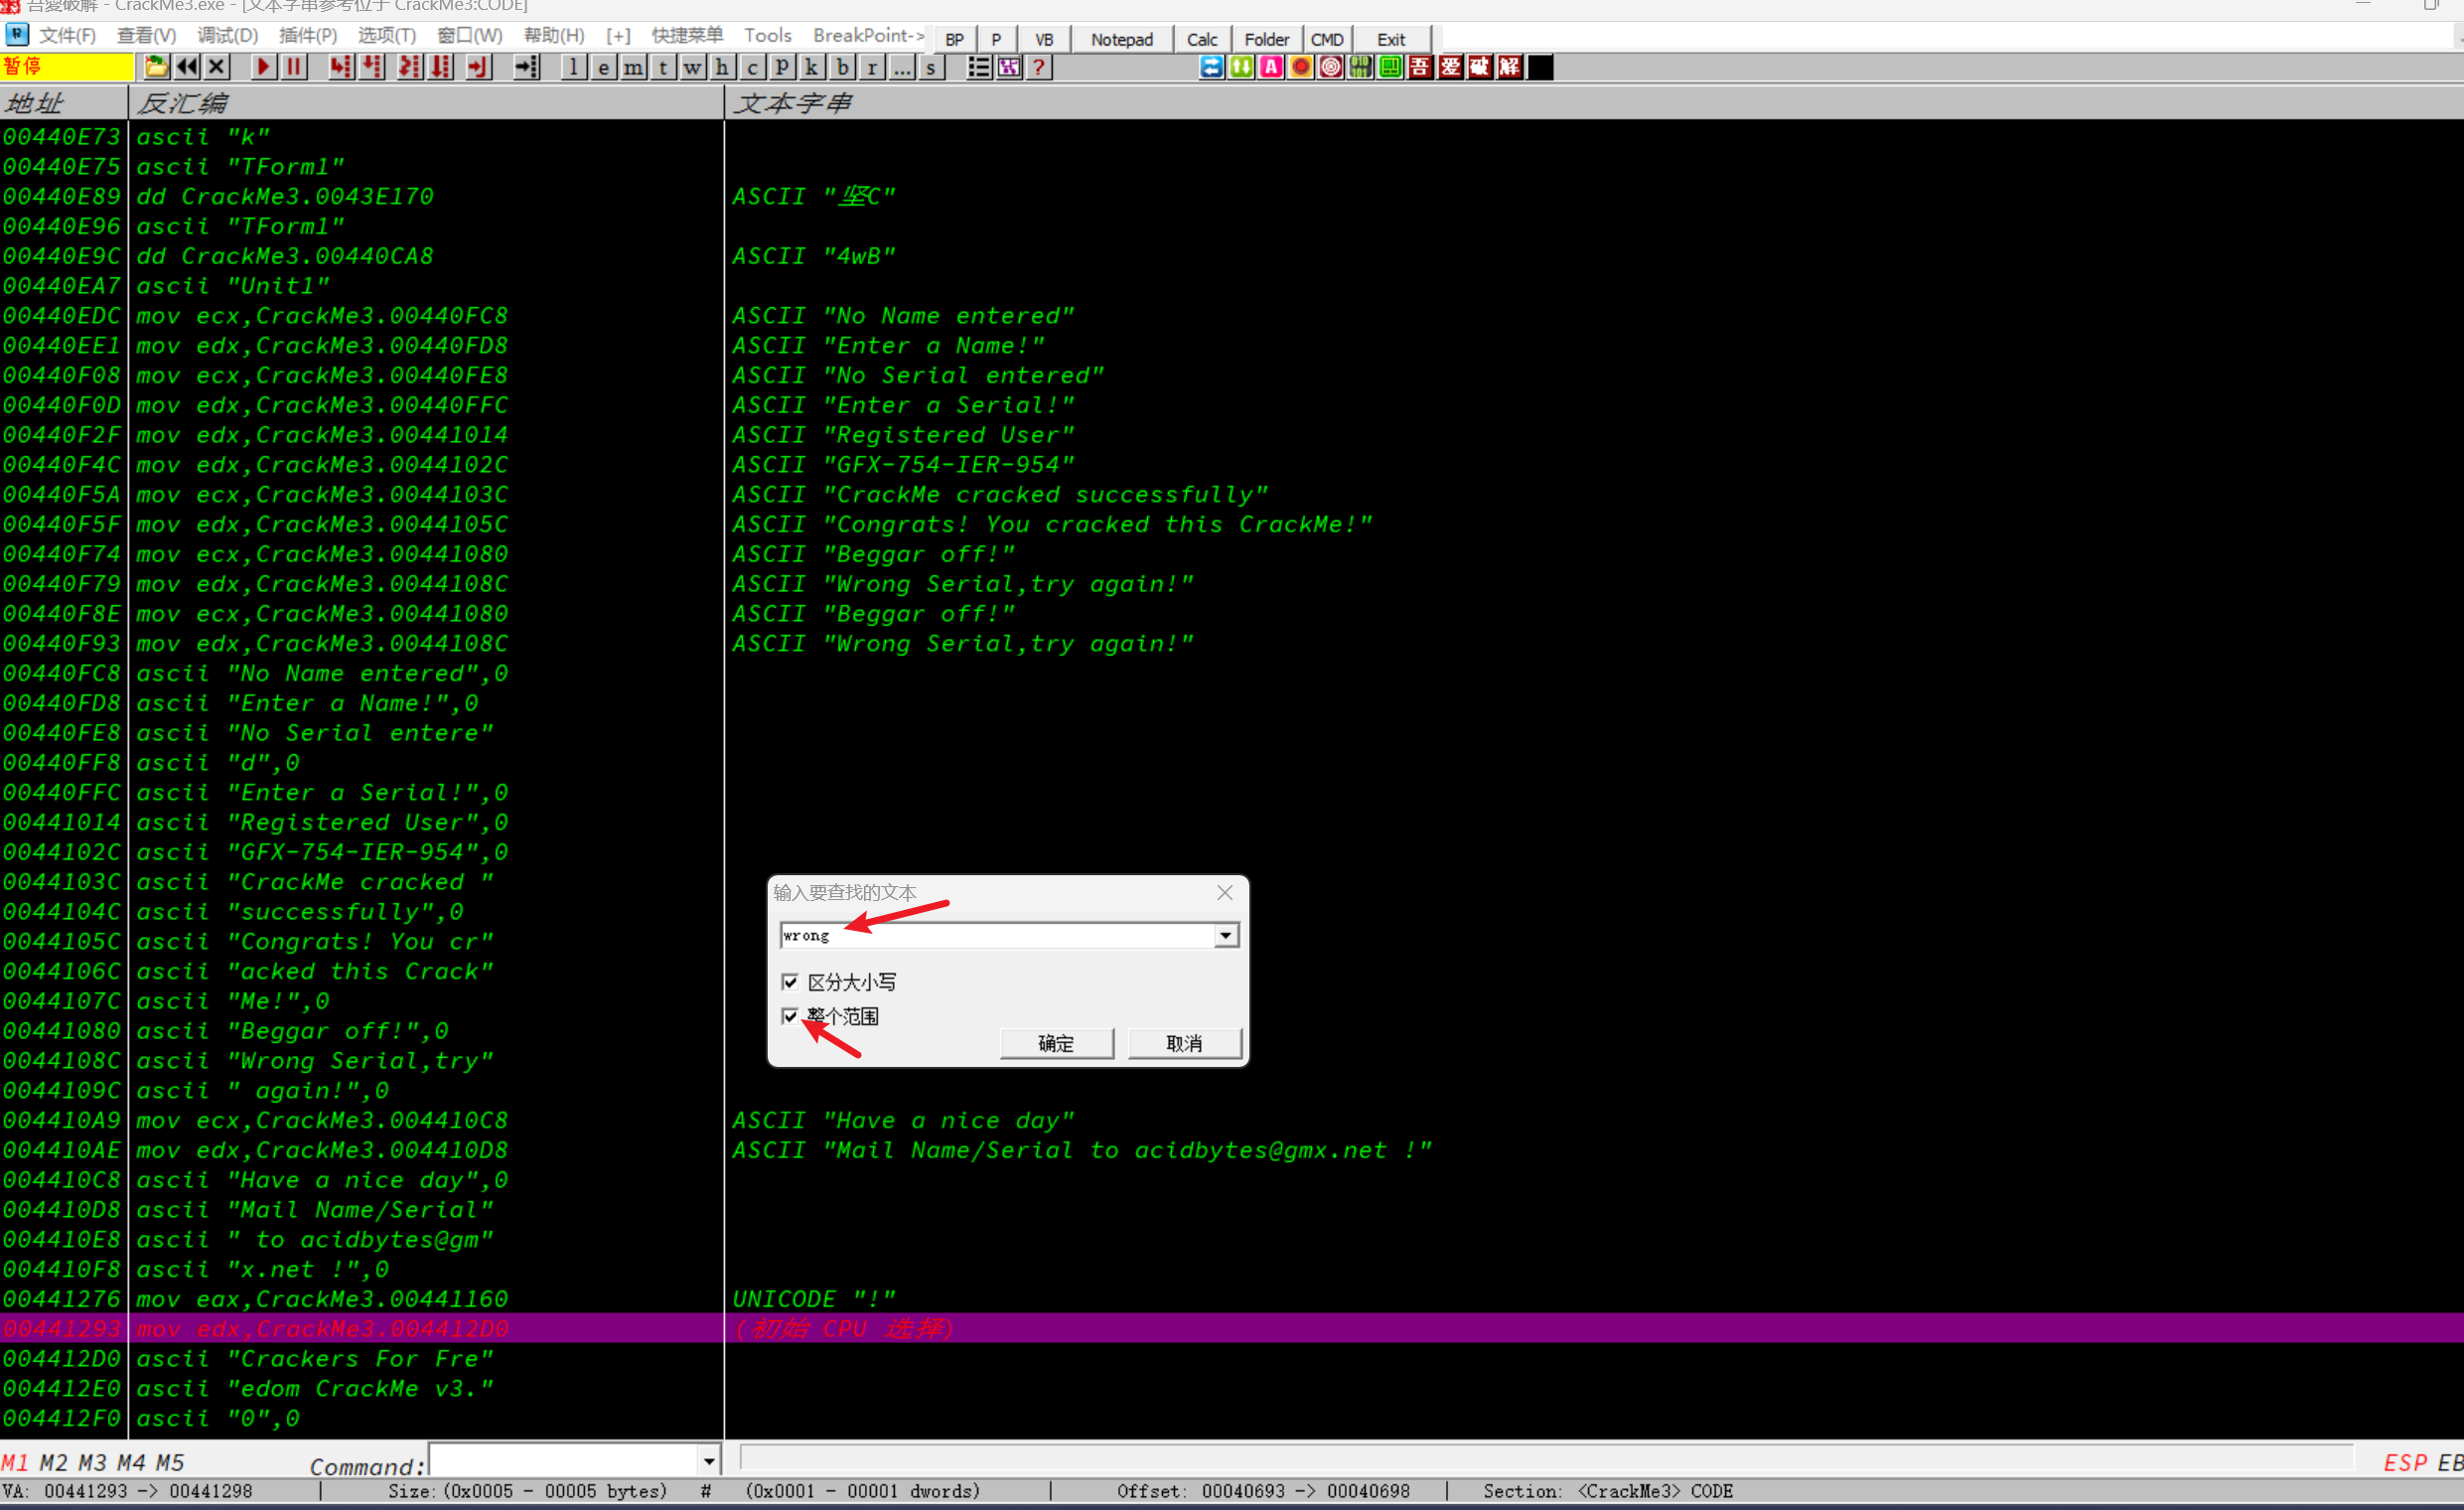 吾愛破解 - CrackMe3.exe - [文本字串参考位于 CrackMe3:CODE]
文件(F) 查看(V) 调试(D) 插件(P) 选项(T) 窗口(W) 帮助(H) [+] 快捷菜单 Tools BreakPoint-> BP P VB Notepad Calc Folder CMD Exit
暂停 l e m t w h c p k b r ... s ? A 吾 爱 破 解
地址 反汇编 文本字串
00440E73 ascii "k"
00440E75 ascii "TForm1"
00440E89 dd CrackMe3.0043E170 ASCII "坚C"
00440E96 ascii "TForm1"
00440E9C dd CrackMe3.00440CA8 ASCII "4wB"
00440EA7 ascii "Unit1"
00440EDC mov ecx,CrackMe3.00440FC8 ASCII "No Name entered"
00440EE1 mov edx,CrackMe3.00440FD8 ASCII "Enter a Name!"
00440F08 mov ecx,CrackMe3.00440FE8 ASCII "No Serial entered"
00440F0D mov edx,CrackMe3.00440FFC ASCII "Enter a Serial!"
00440F2F mov edx,CrackMe3.00441014 ASCII "Registered User"
00440F4C mov edx,CrackMe3.0044102C ASCII "GFX-754-IER-954"
00440F5A mov ecx,CrackMe3.0044103C ASCII "CrackMe cracked successfully"
00440F5F mov edx,CrackMe3.0044105C ASCII "Congrats! You cracked this CrackMe!"
00440F74 mov ecx,CrackMe3.00441080 ASCII "Beggar off!"
00440F79 mov edx,CrackMe3.0044108C ASCII "Wrong Serial,try again!"
00440F8E mov ecx,CrackMe3.00441080 ASCII "Beggar off!"
00440F93 mov edx,CrackMe3.0044108C ASCII "Wrong Serial,try again!"
00440FC8 ascii "No Name entered",0
00440FD8 ascii "Enter a Name!",0
00440FE8 ascii "No Serial entere"
00440FF8 ascii "d",0
00440FFC ascii "Enter a Serial!",0
00441014 ascii "Registered User",0
0044102C ascii "GFX-754-IER-954",0
0044103C ascii "CrackMe cracked "
0044104C ascii "successfully",0
0044105C ascii "Congrats! You cr"
0044106C ascii "acked this Crack"
0044107C ascii "Me!",0
00441080 ascii "Beggar off!",0
0044108C ascii "Wrong Serial,try"
0044109C ascii " again!",0
输入要查找的文本
wrong
区分大小写
整个范围
确定 取消
004410A9 mov ecx,CrackMe3.004410C8 ASCII "Have a nice day"
004410AE mov edx,CrackMe3.004410D8 ASCII "Mail Name/Serial to acidbytes@gmx.net !"
004410C8 ascii "Have a nice day",0
004410D8 ascii "Mail Name/Serial"
004410E8 ascii " to acidbytes@gm"
004410F8 ascii "x.net !",0
00441276 mov eax,CrackMe3.00441160 UNICODE "!"
00441293 mov edx,CrackMe3.004412D0 (初始 CPU 选择)
004412D0 ascii "Crackers For Fre"
004412E0 ascii "edom CrackMe v3."
004412F0 ascii "0",0
M1 M2 M3 M4 M5 Command: ESP EB
VA: 00441293 -> 00441298 | Size:(0x0005 - 00005 bytes) # (0x0001 - 00001 dwords) | Offset: 00040693 -> 00040698 | Section: <CrackMe3> CODE